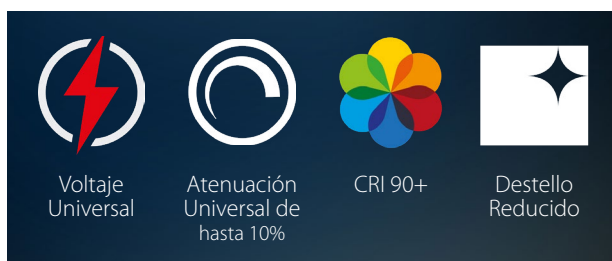 Voltaje
Universal
Atenuación
Universal de
hasta 10%
CRI 90+
Destello
Reducido